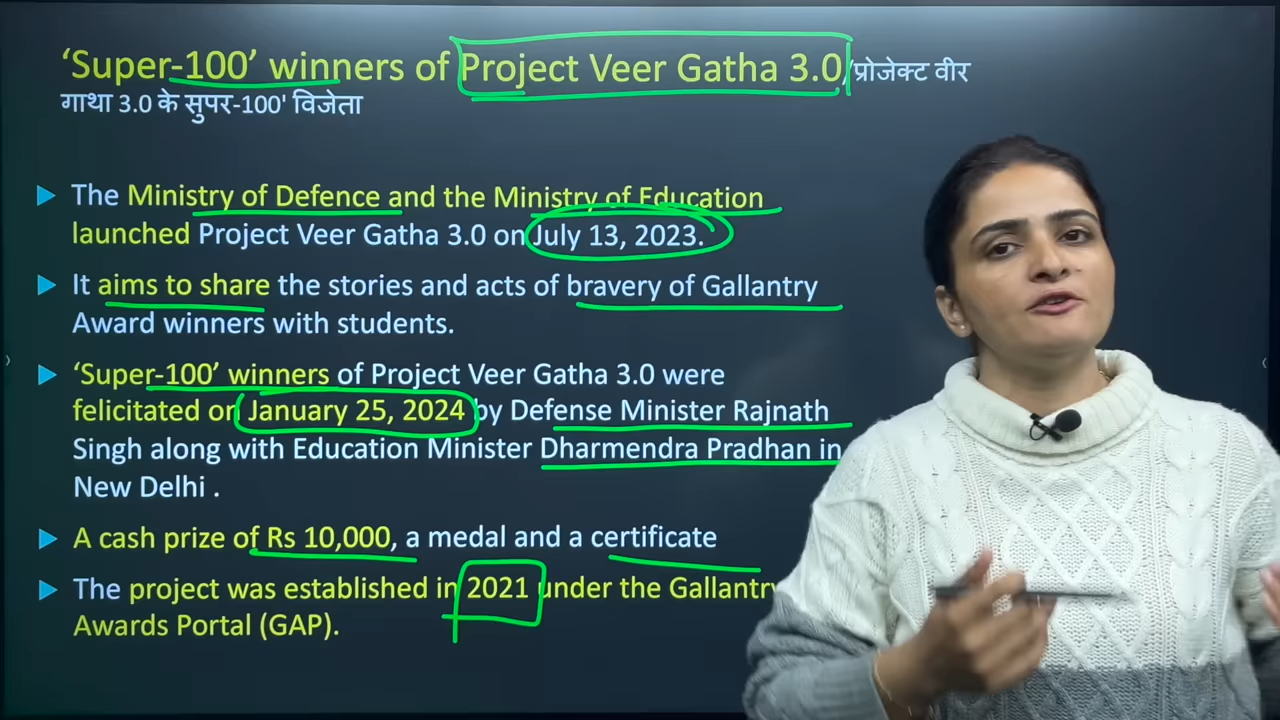 ‘Super-100’ winners of Project Veer Gatha 3.0/प्रोजेक्ट वीर
गाथा 3.0 के सुपर-100' विजेता
The Ministry of Defence and the Ministry of Education
launched Project Veer Gatha 3.0 on July 13, 2023.
It aims to share the stories and acts of bravery of Gallantry
Award winners with students.
‘Super-100’ winners of Project Veer Gatha 3.0 were
felicitated on January 25, 2024 by Defense Minister Rajnath
Singh along with Education Minister Dharmendra Pradhan in
New Delhi .
A cash prize of Rs 10,000, a medal and a certificate
The project was established in 2021 under the Gallantry
Awards Portal (GAP).